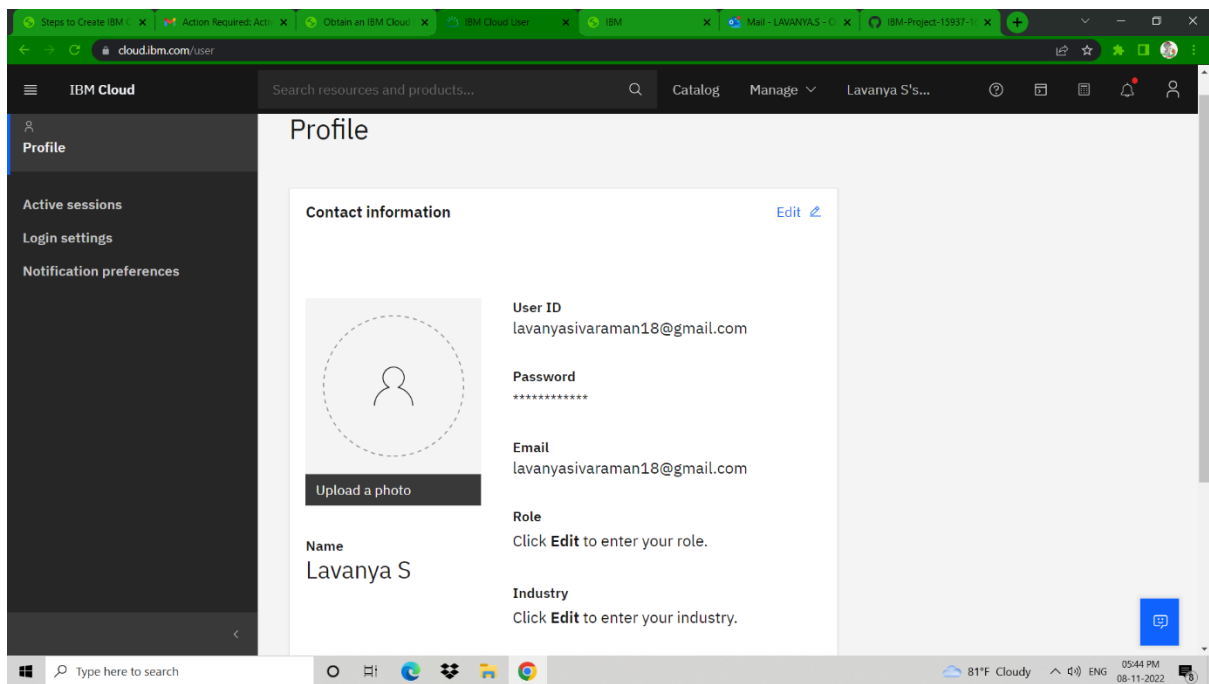 Steps to Create IBM C
Action Required: Acti
Obtain an IBM Cloud
IBM Cloud User
IBM
Mail - LAVANYA.S - O
IBM-Project-15937-1
cloud.ibm.com/user
IBM Cloud
Search resources and products...
Catalog
Manage
Lavanya S's...
Profile
Active sessions
Login settings
Notification preferences
Profile
Contact information
Edit
User ID
lavanyasivaraman18@gmail.com
Password
************
Email
lavanyasivaraman18@gmail.com
Upload a photo
Role
Click Edit to enter your role.
Name
Lavanya S
Industry
Click Edit to enter your industry.
Type here to search
81°F Cloudy
ENG
05:44 PM
08-11-2022
8